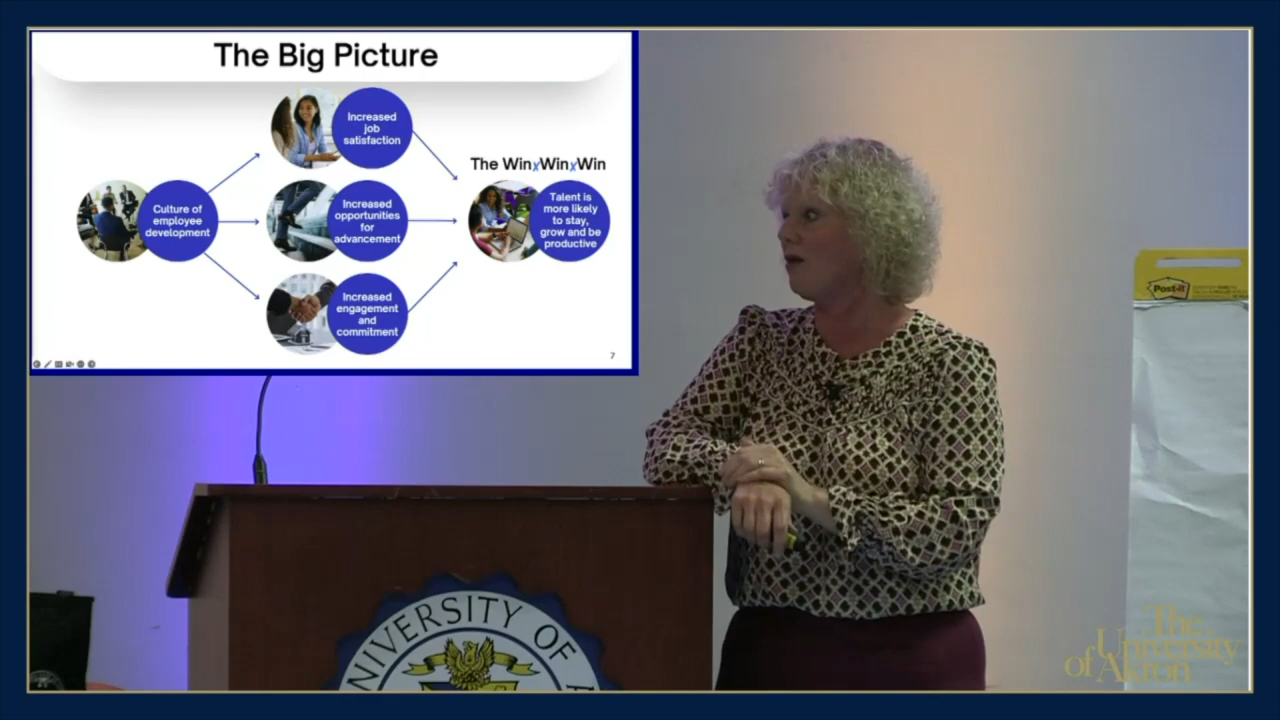 The Big Picture
Increased
job
satisfaction
The WinxWinxWin
Culture of
employee
development
Increased
opportunities
for
advancement
Talent is
more likely
to stay,
grow and be
productive
Increased
engagement
and
commitment
7
Post-it
NIVERSITY OF
The
University
of Akron